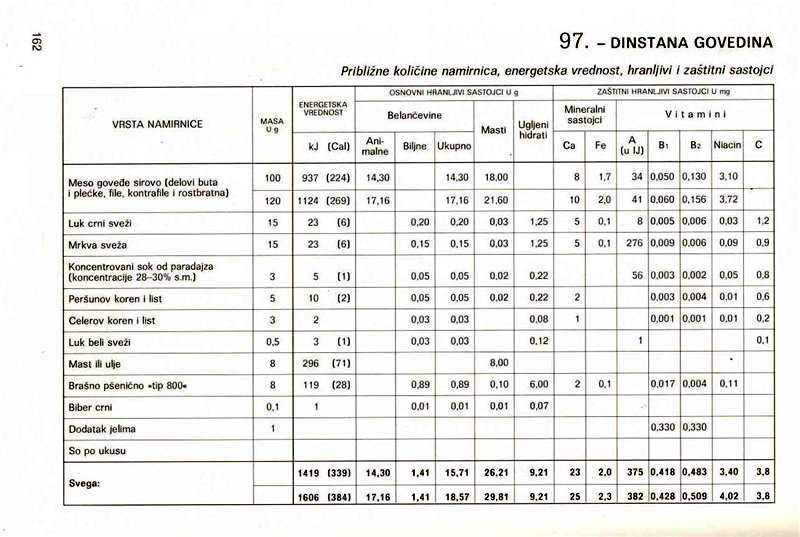 162
97. – DINSTANA GOVEDINA
Približne količine namirnica, energetska vrednost, hranljivi i zaštitni sastojci
VRSTA NAMIRNICE MASA U g ENERGETSKA VREDNOST OSNOVNI HRANLJIVI SASTOJCI U g ZAŠTITNI HRANLJIVI SASTOJCI U mg
Belančevine Masti Ugljeni hidrati Mineralni sastojci Vitamini
kJ (Cal) Ani-malne Biljne Ukupno Ca Fe A (u IJ) B1 B2 Niacin C
Meso goveđe sirovo (delovi buta 100 937 (224) 14,30 14,30 18,00 8 1,7 34 0,050 0,130 3,10
i plećke, file, kontrafile i rostbratna) 120 1124 (269) 17,16 17,16 21,60 10 2,0 41 0,060 0,156 3,72
Luk crni sveži 15 23 (6) 0,20 0,20 0,03 1,25 5 0,1 8 0,005 0,006 0,03 1,2
Mrkva sveža 15 23 (6) 0,15 0,15 0,03 1,25 5 0,1 276 0,009 0,006 0,09 0,9
Koncentrovani sok od paradajza
(koncentracije 28–30% s.m.) 3 5 (1) 0,05 0,05 0,02 0,22 56 0,003 0,002 0,05 0,8
Peršunov koren i list 5 10 (2) 0,05 0,05 0,02 0,22 2 0,003 0,004 0,01 0,6
Celerov koren i list 3 2 0,03 0,03 0,08 1 0,001 0,001 0,01 0,2
Luk beli sveži 0,5 3 (1) 0,03 0,03 0,12 1 0,1
Mast ili ulje 8 296 (71) 8,00
Brašno pšenično «tip 800» 8 119 (28) 0,89 0,89 0,10 6,00 2 0,1 0,017 0,004 0,11
Biber crni 0,1 1 0,01 0,01 0,01 0,07
Dodatak jelima 1 0,330 0,330
So po ukusu
Svega: 1419 (339) 14,30 1,41 15,71 26,21 9,21 23 2,0 375 0,418 0,483 3,40 3,8
1606 (384) 17,16 1,41 18,57 29,81 9,21 25 2,3 382 0,428 0,509 4,02 3,8